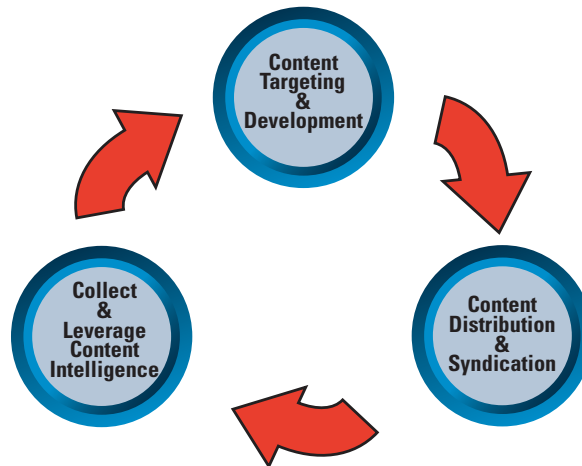 Content
Targeting
&
Development
Content
Distribution
&
Syndication
Collect
&
Leverage
Content
Intelligence